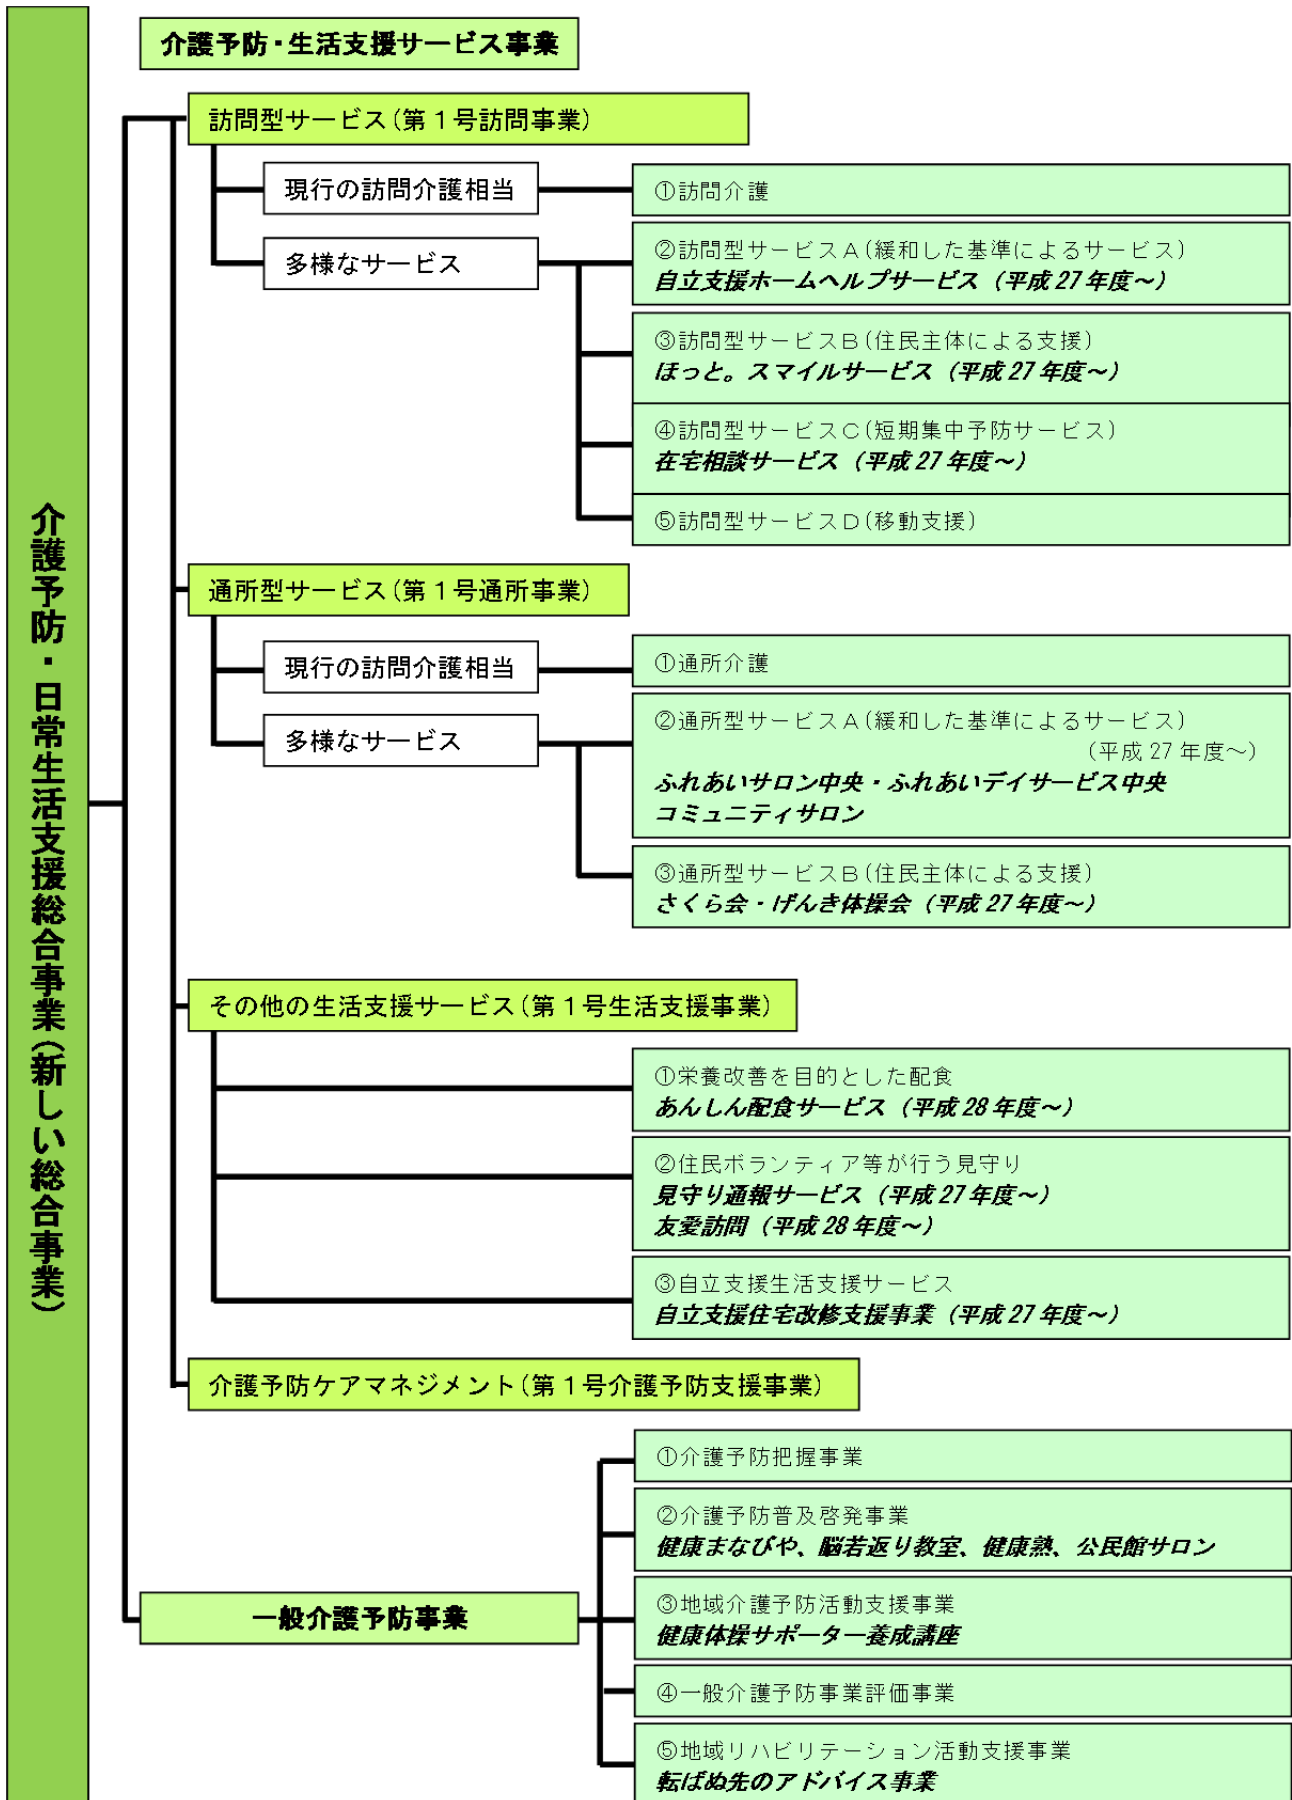 介護予防・日常生活支援総合事業(新しい総合事業)
介護予防・生活支援サービス事業
訪問型サービス(第1号訪問事業)
現行の訪問介護相当
①訪問介護
多様なサービス
②訪問型サービスA(緩和した基準によるサービス)
自立支援ホームヘルプサービス（平成27年度～）
③訪問型サービスB(住民主体による支援)
ほっと。スマイルサービス（平成27年度～）
④訪問型サービスC(短期集中予防サービス)
在宅相談サービス（平成27年度～）
⑤訪問型サービスD(移動支援)
通所型サービス(第1号通所事業)
現行の訪問介護相当
①通所介護
多様なサービス
②通所型サービスA(緩和した基準によるサービス)
(平成27年度～)
ふれあいサロン中央・ふれあいデイサービス中央
コミュニティサロン
③通所型サービスB(住民主体による支援)
さくら会・げんき体操会（平成27年度～）
その他の生活支援サービス(第1号生活支援事業)
①栄養改善を目的とした配食
あんしん配食サービス（平成28年度～）
②住民ボランティア等が行う見守り
見守り通報サービス（平成27年度～）
友愛訪問（平成28年度～）
③自立支援生活支援サービス
自立支援住宅改修支援事業（平成27年度～）
介護予防ケアマネジメント(第1号介護予防支援事業)
一般介護予防事業
①介護予防把握事業
②介護予防普及啓発事業
健康まなびや、脳若返り教室、健康熟、公民館サロン
③地域介護予防活動支援事業
健康体操サポーター養成講座
④一般介護予防事業評価事業
⑤地域リハビリテーション活動支援事業
転ばぬ先のアドバイス事業